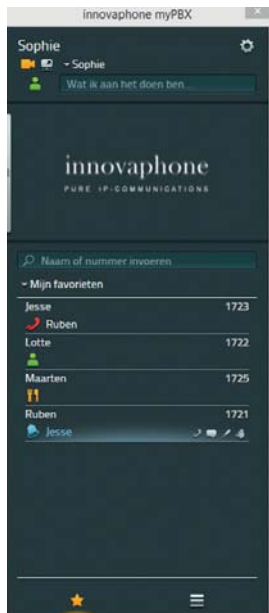 innovaphone myPBX
Sophie
Sophie
Wat ik aan het doen ben...
innovaphone
PURE IP-COMMUNICATIONS
Naam of nummer invoeren
Mijn favorieten
Jesse 1723
Ruben
Lotte 1722
Maarten 1725
Ruben 1721
Jesse